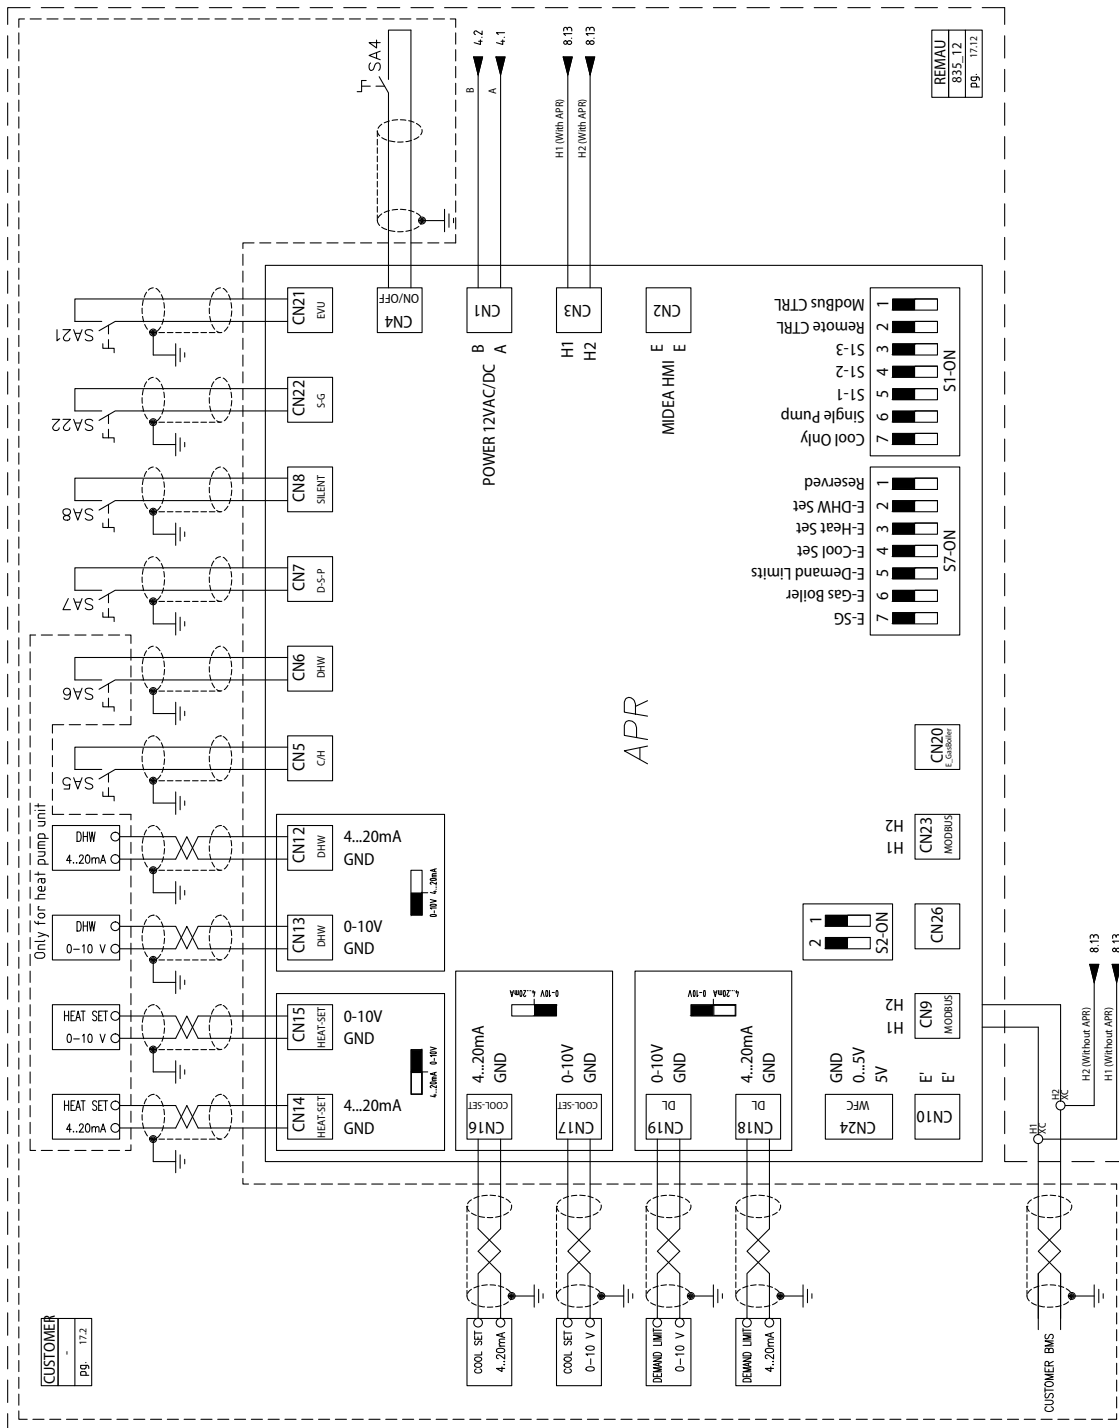 SA4
B
4.2
A
4.1
H1 (With APR)
8.13
H2 (With APR)
8.13
REMAU
835_12
pg. 17.12
SA21
CN21
EVU
SA22
CN22
S-G
SA8
CN8
SILENT
SA7
CN7
D-S-P
SA6
CN6
DHW
SA5
CN5
C/H
Only for heat pump unit
DHW
4..20mA
CN12
DHW
4...20mA
GND
0-10V 4...20mA
DHW
0-10 V
CN13
DHW
0-10V
GND
HEAT SET
0-10 V
CN15
HEAT-SET
0-10V
GND
4...20mA 0-10V
HEAT SET
4..20mA
CN14
HEAT-SET
4...20mA
GND
CN4
ON/OFF
CN1
B
A
POWER 12VAC/DC
CN3
H1
H2
CN2
E
E
MIDEA HMI
ModBus CTRL
Remote CTRL
S1-3
S1-2
S1-1
Single Pump
Cool Only
1
2
3
4
5
6
7
S1-ON
Reserved
E-DHW Set
E-Heat Set
E-Cool Set
E-Demand Limits
E-Gas Boiler
E-SG
1
2
3
4
5
6
7
S7-ON
APR
CN20
E_GasBoiler
H2
H1
CN23
MODBUS
1
2
S2-ON
CN26
H2
H1
CN9
MODBUS
E'
E'
CN10
GND
0...5V
5V
WFC
CN24
0-10V 4...20mA
4...20mA
GND
COOL-SET
CN16
0-10V
GND
COOL-SET
CN17
4...20mA 0-10V
0-10V
GND
DL
CN19
4...20mA
GND
DL
CN18
COOL SET
4..20mA
COOL SET
0-10 V
DEMAND LIMIT
0-10 V
DEMAND LIMIT
4..20mA
CUSTOMER BMS
H1
XC
H2
XC
H2 (Without APR)
8.13
H1 (Without APR)
8.13
CUSTOMER
-
pg. 17.2